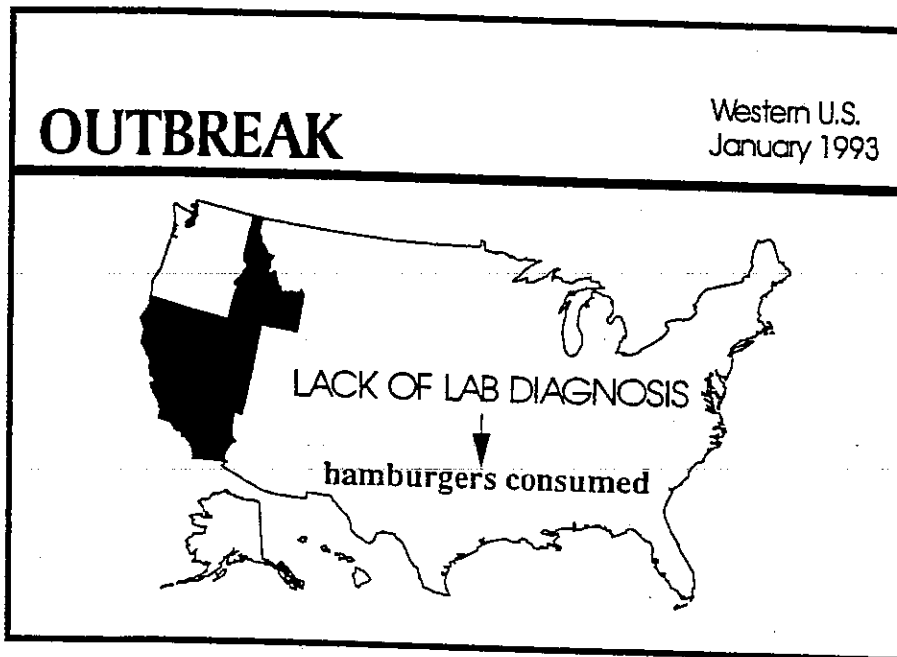 OUTBREAK
Western U.S.
January 1993
LACK OF LAB DIAGNOSIS
hamburgers consumed